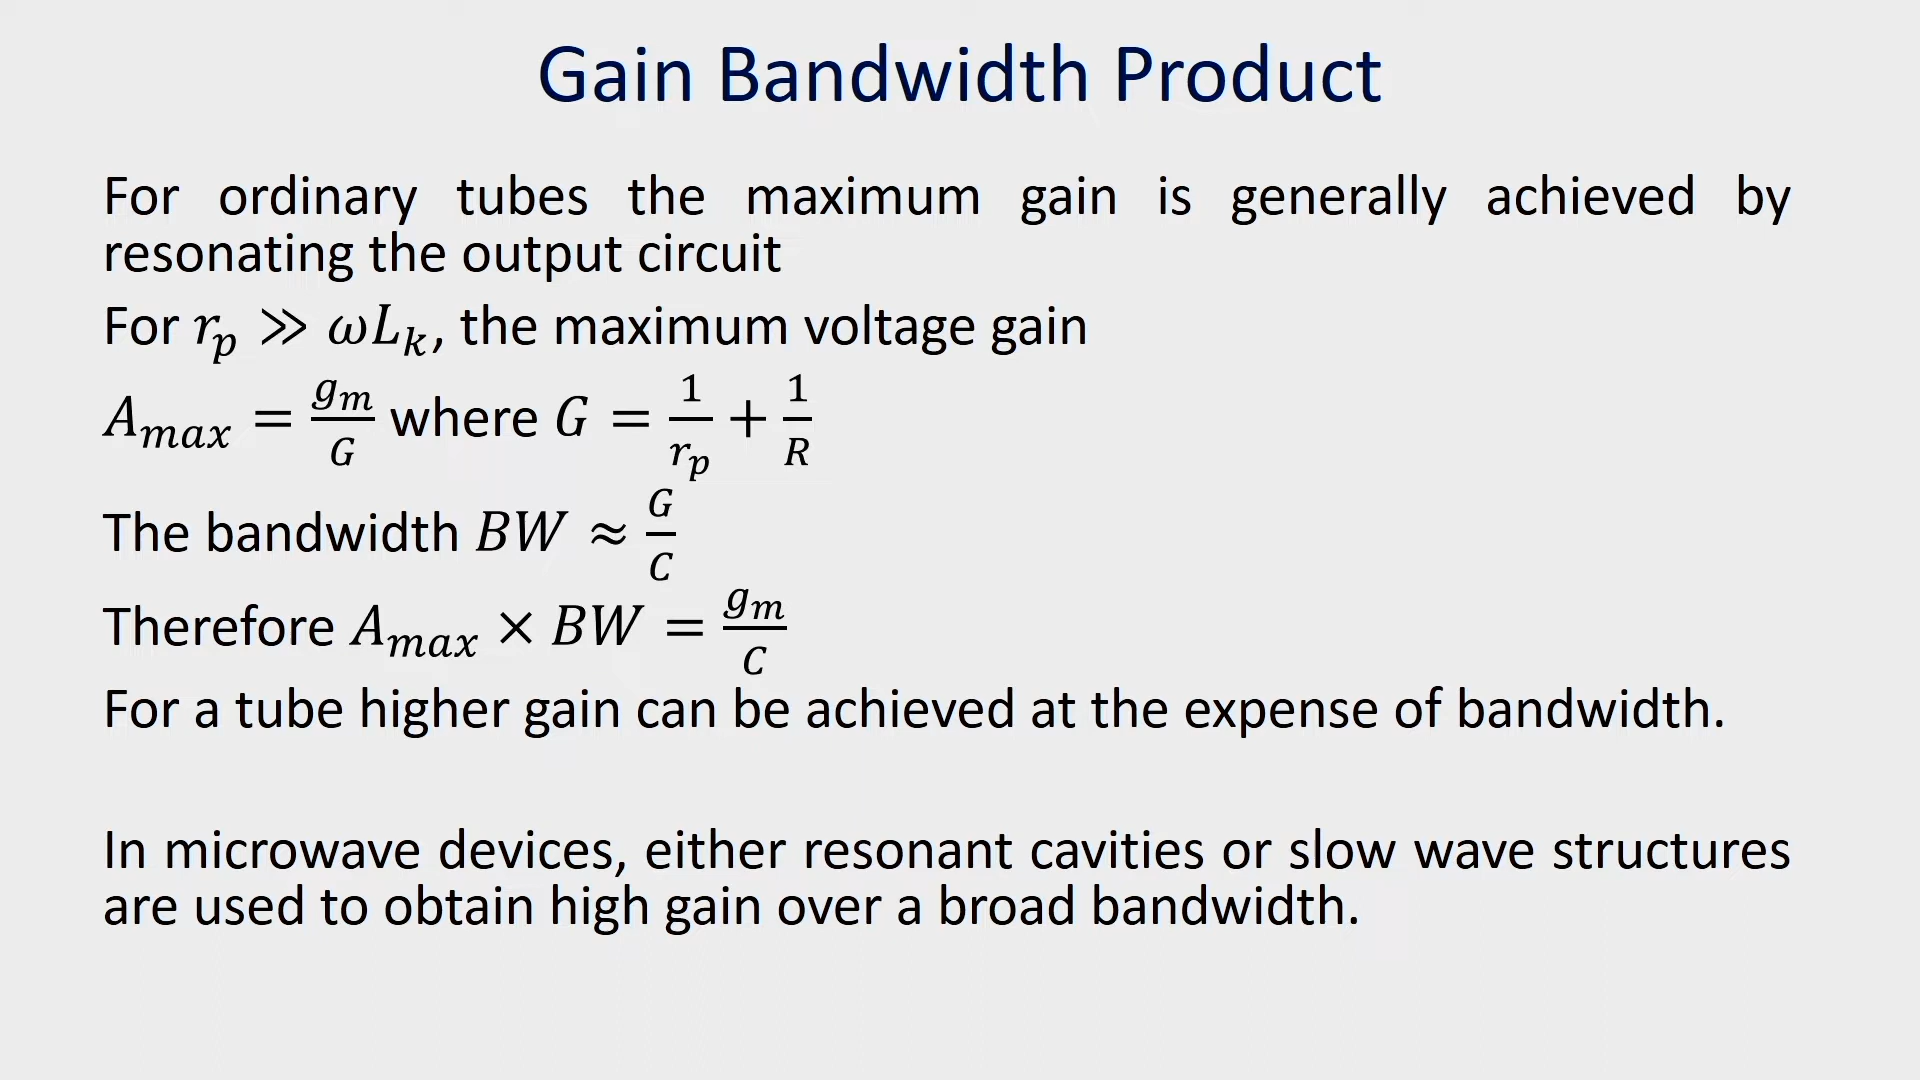 Gain Bandwidth Product
For ordinary tubes the maximum gain is generally achieved by
resonating the output circuit
For $r_p \gg \omega L_k$, the maximum voltage gain
$A_{max} = \frac{g_m}{G}$ where $G = \frac{1}{r_p} + \frac{1}{R}$
The bandwidth $BW \approx \frac{G}{C}$
Therefore $A_{max} \times BW = \frac{g_m}{C}$
For a tube higher gain can be achieved at the expense of bandwidth.
In microwave devices, either resonant cavities or slow wave structures
are used to obtain high gain over a broad bandwidth.